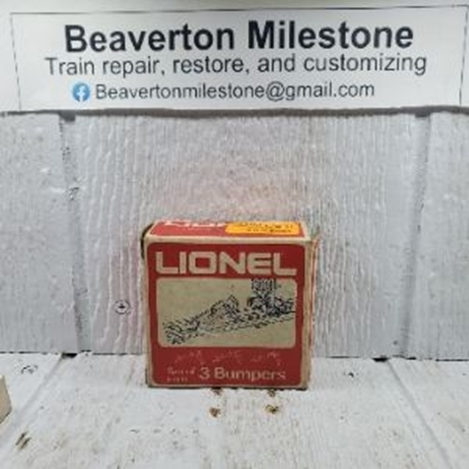 Beaverton Milestone
Train repair, restore, and customizing
Beavertonmilestone@gmail.com
LIONEL
3 Bumpers